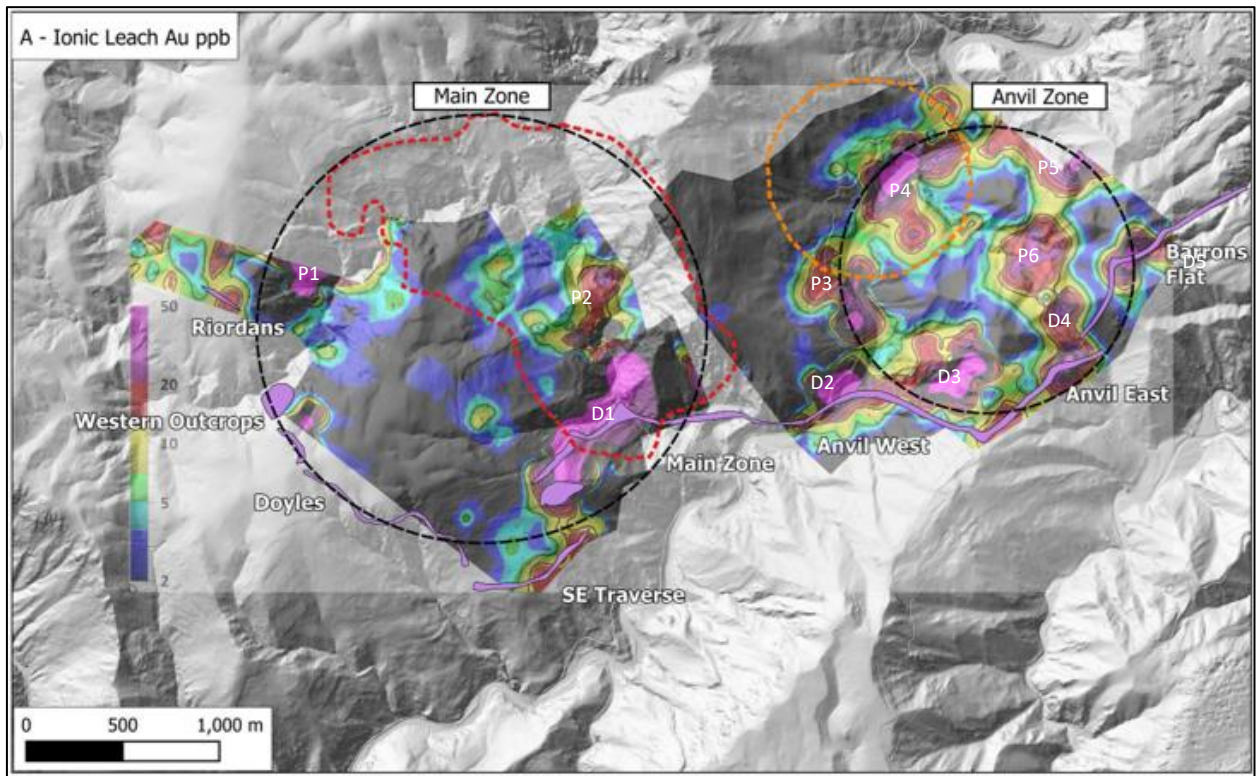 A - Ionic Leach Au ppb
Main Zone
Anvil Zone
P5
P4
P1
P6
Barrons
Flat
D5
P3
P2
50
Riordans
D4
20
D2
D3
Anvil East
D1
Western Outcrops
10
Anvil West
Main Zone
Doyles
5
2
SE Traverse
0 500 1,000 m